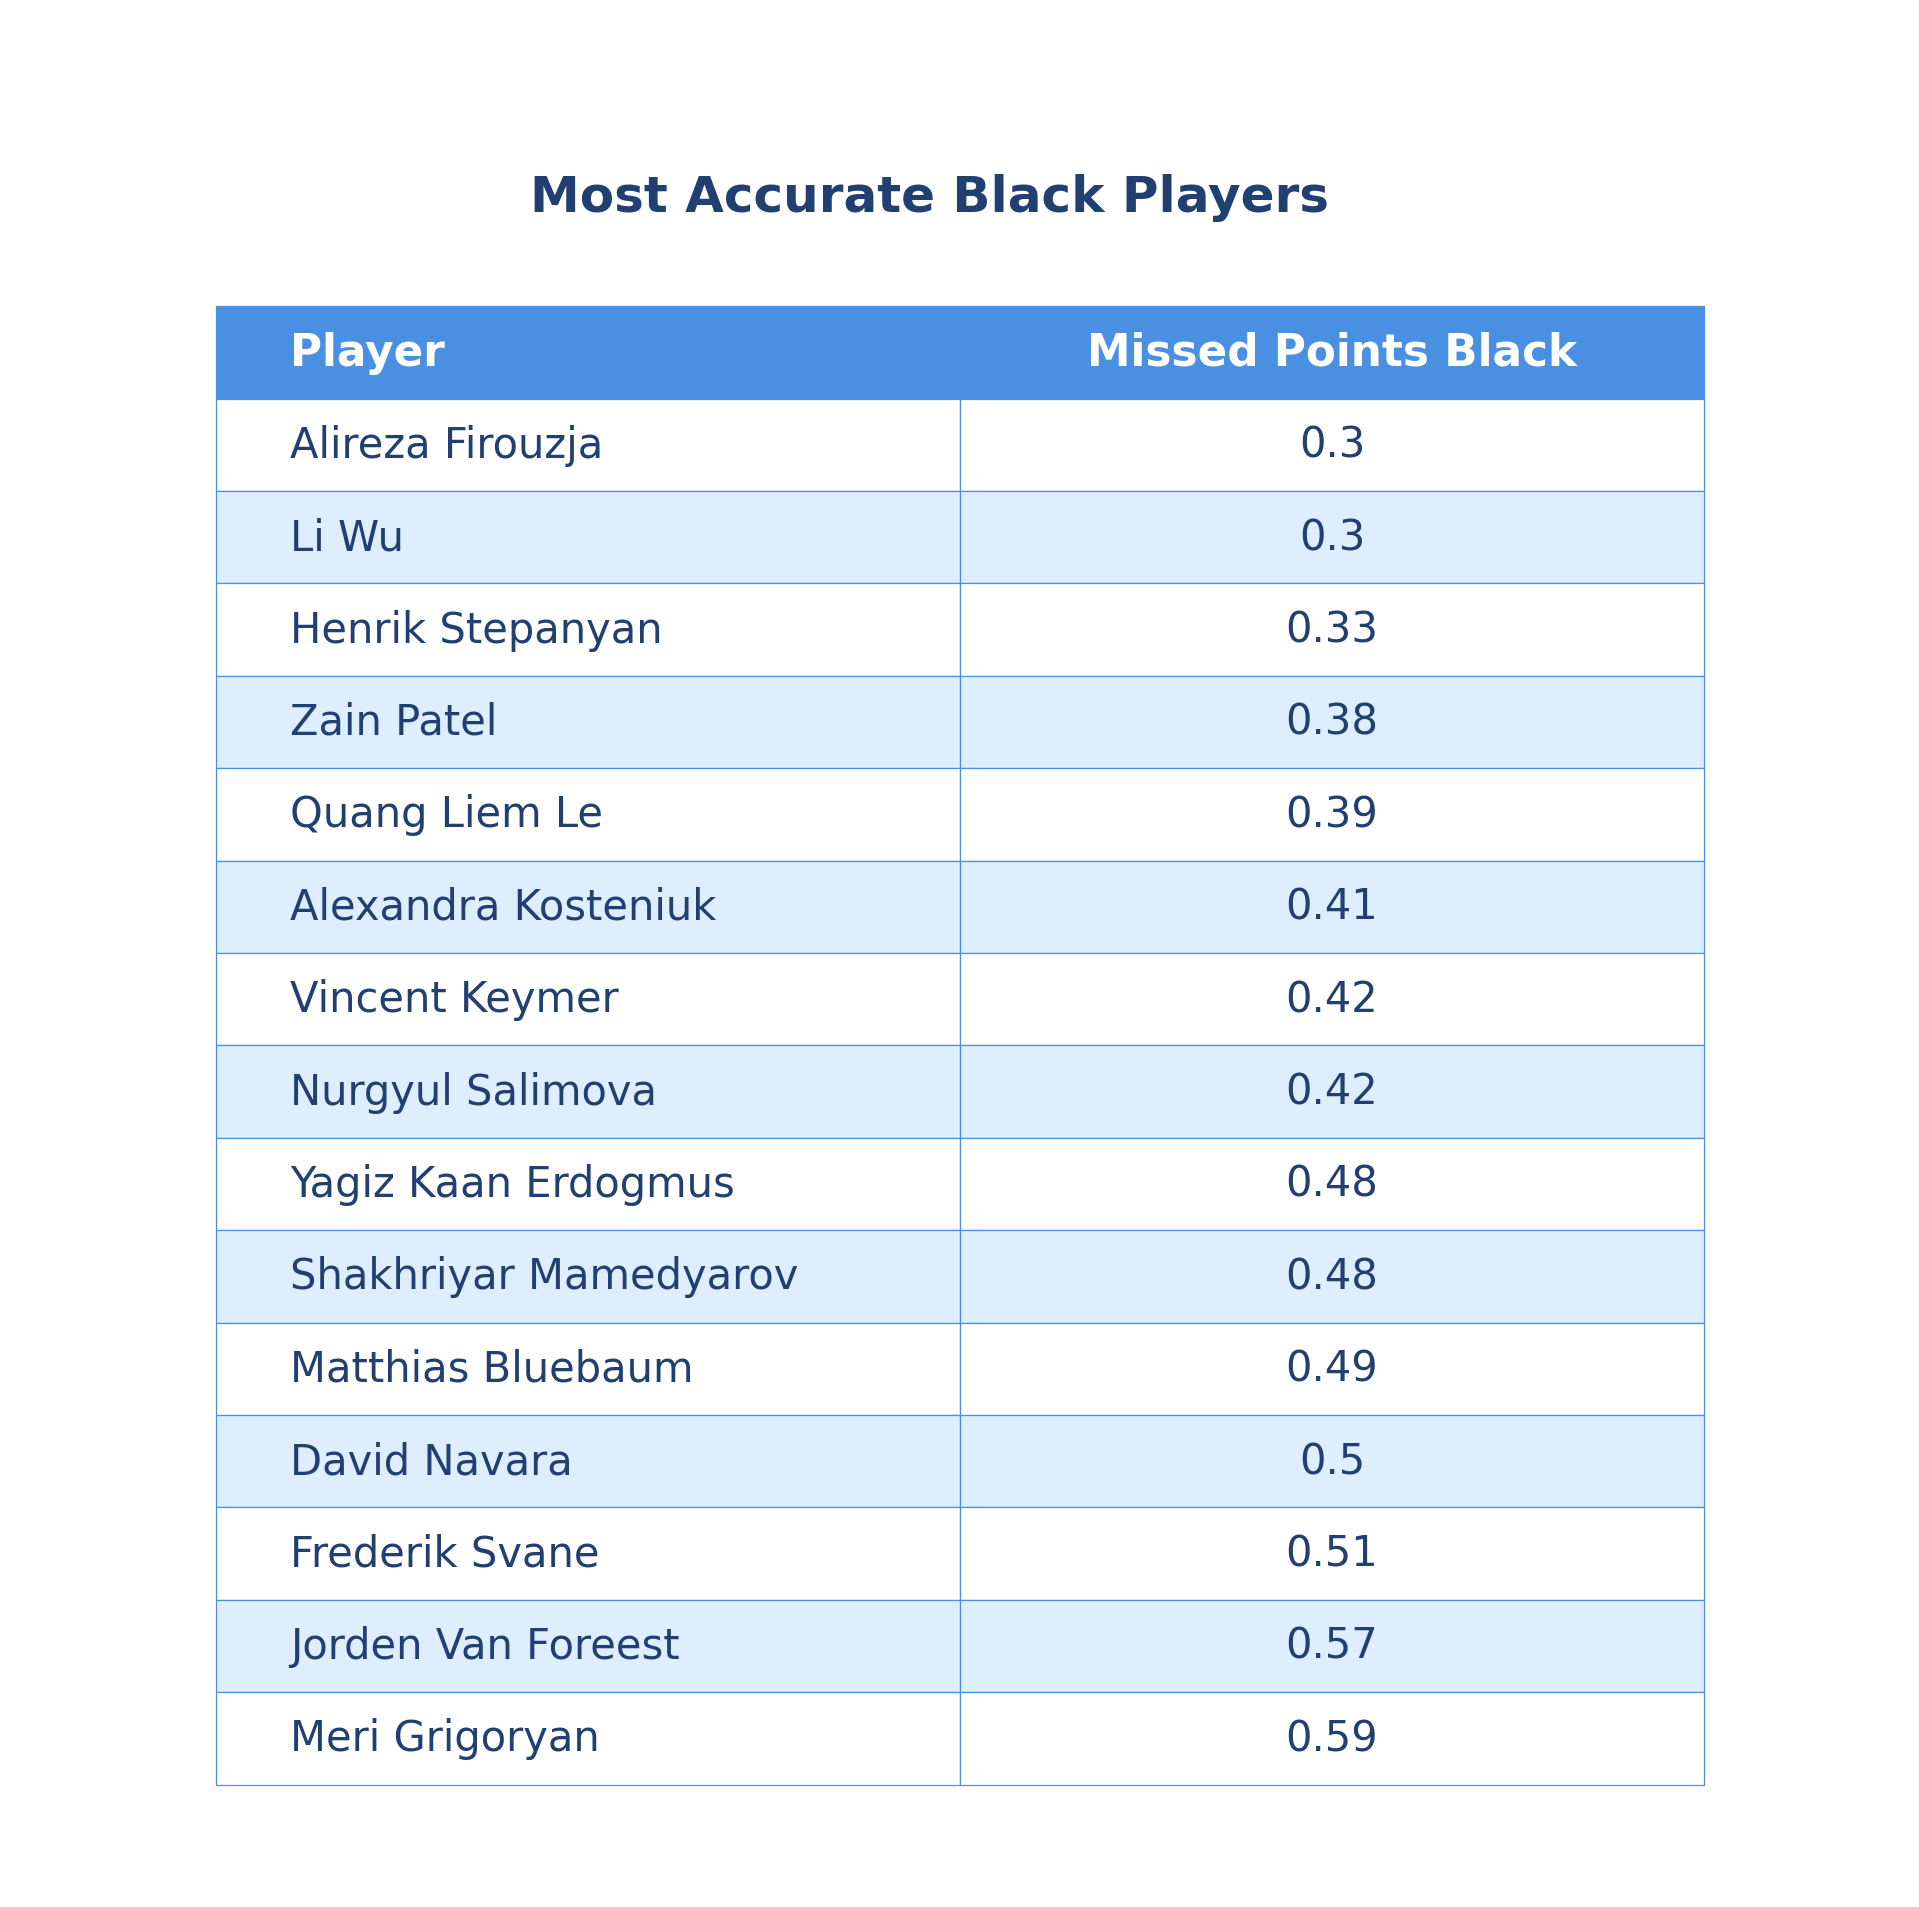 Most Accurate Black Players
Player Missed Points Black
Alireza Firouzja 0.3
Li Wu 0.3
Henrik Stepanyan 0.33
Zain Patel 0.38
Quang Liem Le 0.39
Alexandra Kosteniuk 0.41
Vincent Keymer 0.42
Nurgyul Salimova 0.42
Yagiz Kaan Erdogmus 0.48
Shakhriyar Mamedyarov 0.48
Matthias Bluebaum 0.49
David Navara 0.5
Frederik Svane 0.51
Jorden Van Foreest 0.57
Meri Grigoryan 0.59